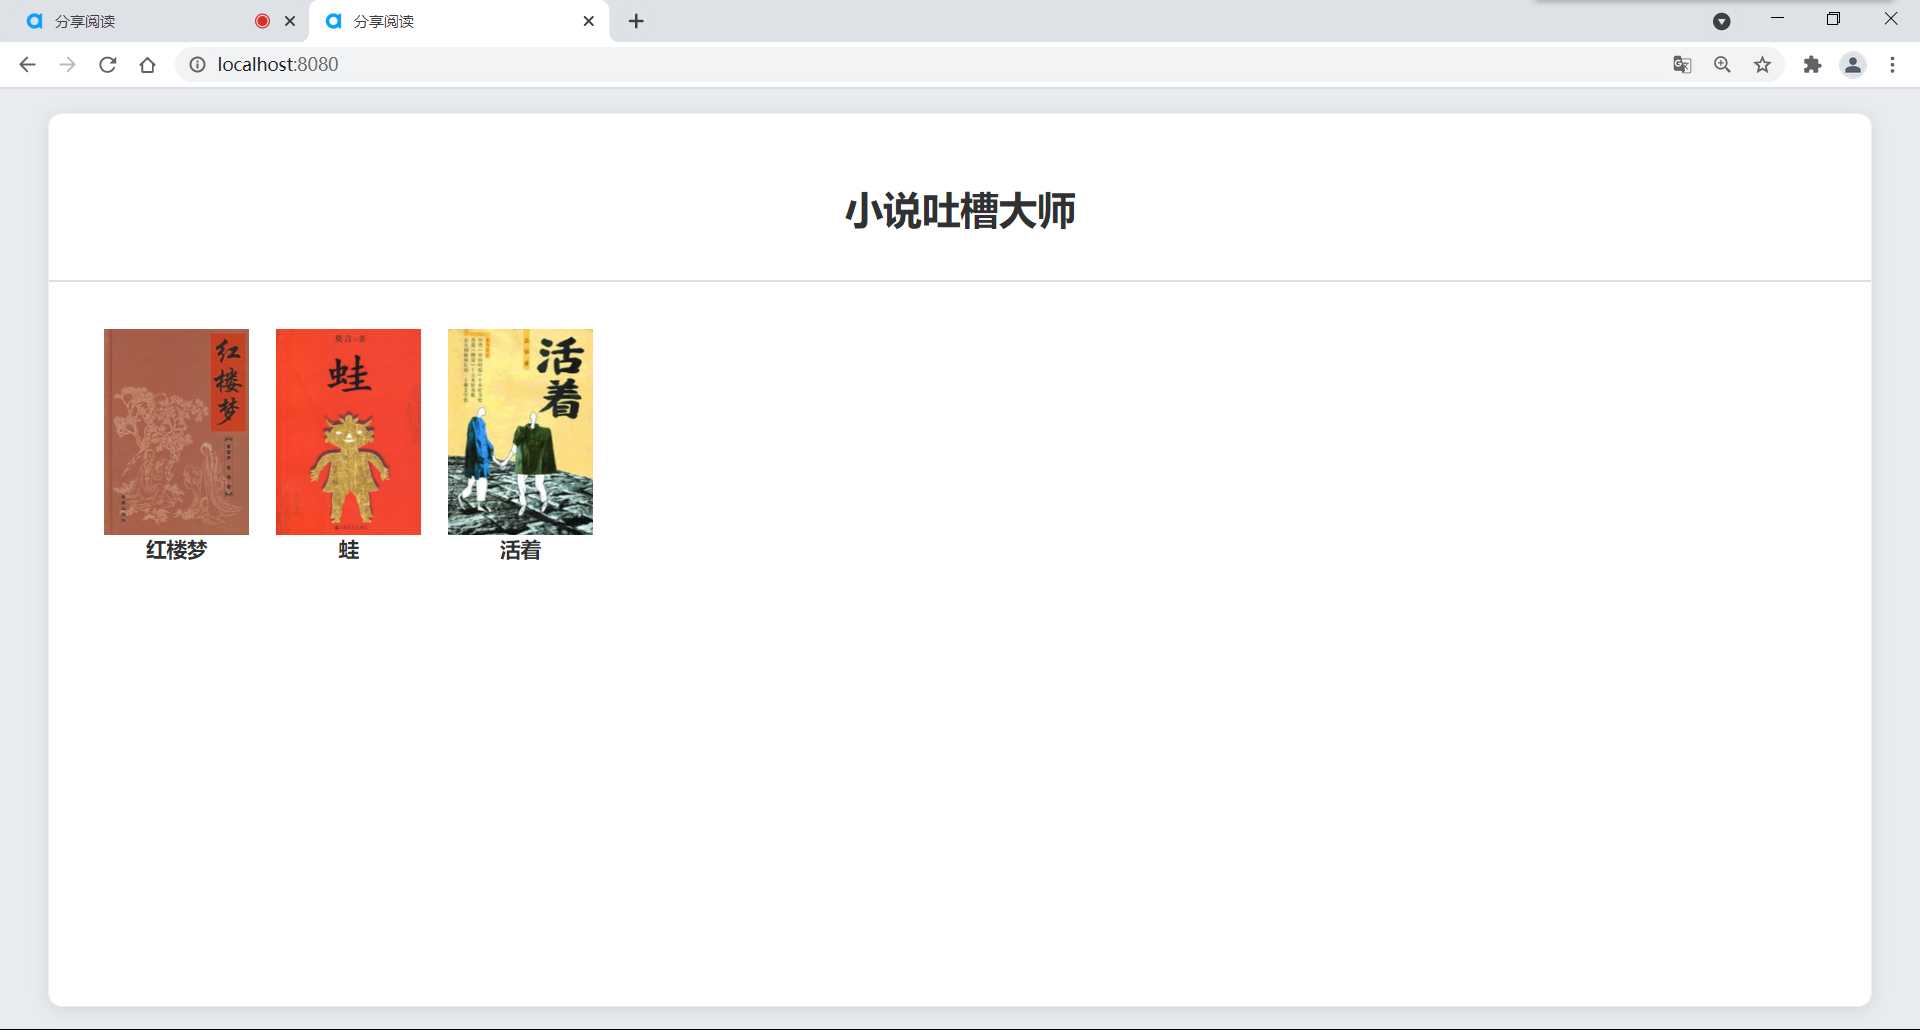 分享阅读
分享阅读
localhost:8080
小说吐槽大师
红楼梦
莫言 著
蛙
活着
红楼梦
蛙
活着